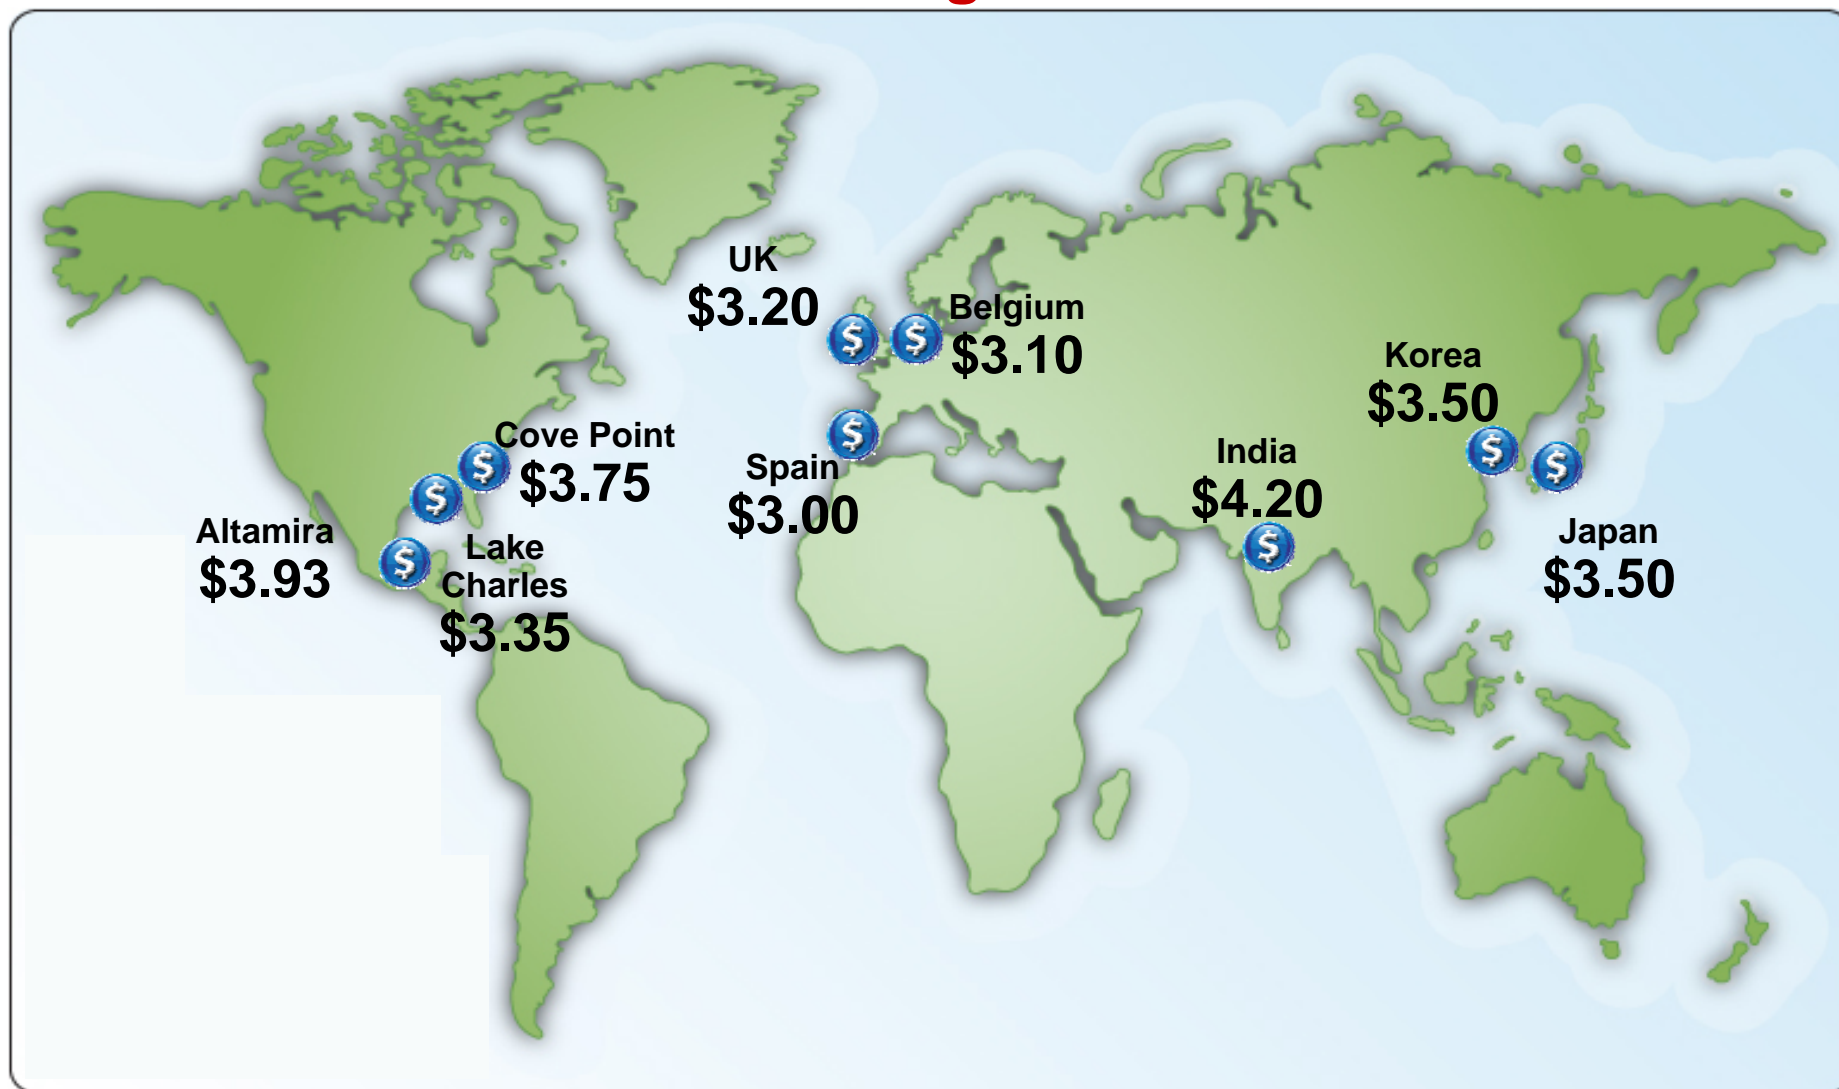 UK
$3.20
Belgium
$3.10
Korea
$3.50
Cove Point
$3.75
Spain
$3.00
India
$4.20
Altamira
$3.93
Lake
Charles
$3.35
Japan
$3.50